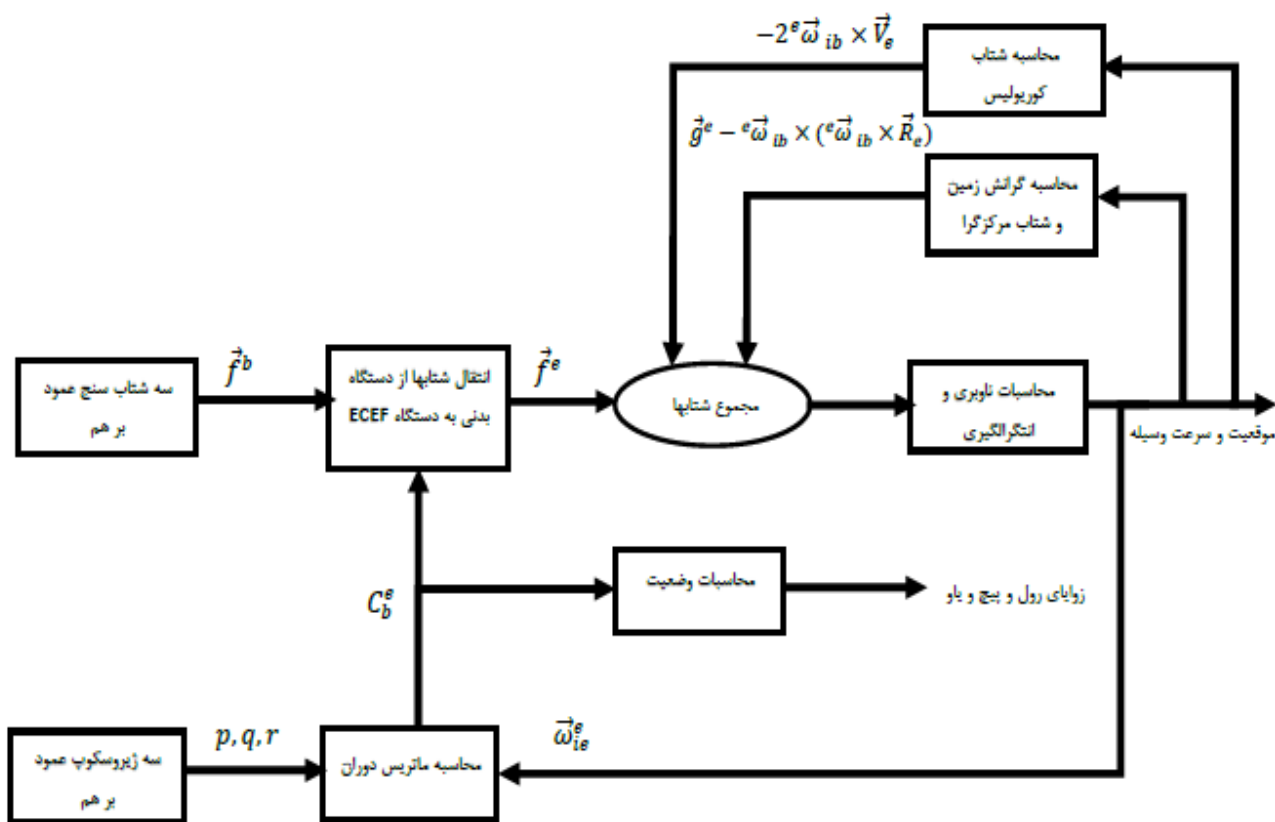 $-2\,{}^{e}\vec{\omega}_{ib} \times \vec{V}_e$
محاسبه شتاب
کوریولیس
$\vec{g}^{e} - {}^{e}\vec{\omega}_{ib} \times ({}^{e}\vec{\omega}_{ib} \times \vec{R}_e)$
محاسبه گرانش زمین
و شتاب مرکزگرا
سه شتاب سنج عمود
بر هم
$\vec{f}^{b}$
انتقال شتابها از دستگاه
بدنی به دستگاه ECEF
$\vec{f}^{e}$
مجموع شتابها
محاسبات ناوبری و
انتگرالگیری
موقعیت و سرعت وسیله
$C_b^e$
محاسبات وضعیت
زوایای رول و پیچ و یاو
سه ژیروسکوپ عمود
بر هم
$p, q, r$
محاسبه ماتریس دوران
$\vec{\omega}_{ie}^{e}$